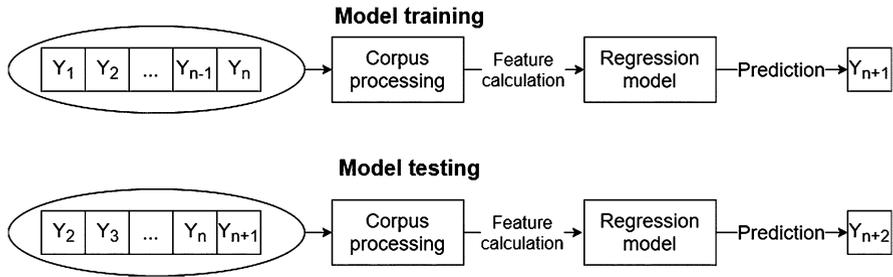 Model training
Y1 Y2 ... Yn-1 Yn
Corpus
processing
Feature
calculation
Regression
model
Prediction
Yn+1
Model testing
Y2 Y3 ... Yn Yn+1
Corpus
processing
Feature
calculation
Regression
model
Prediction
Yn+2